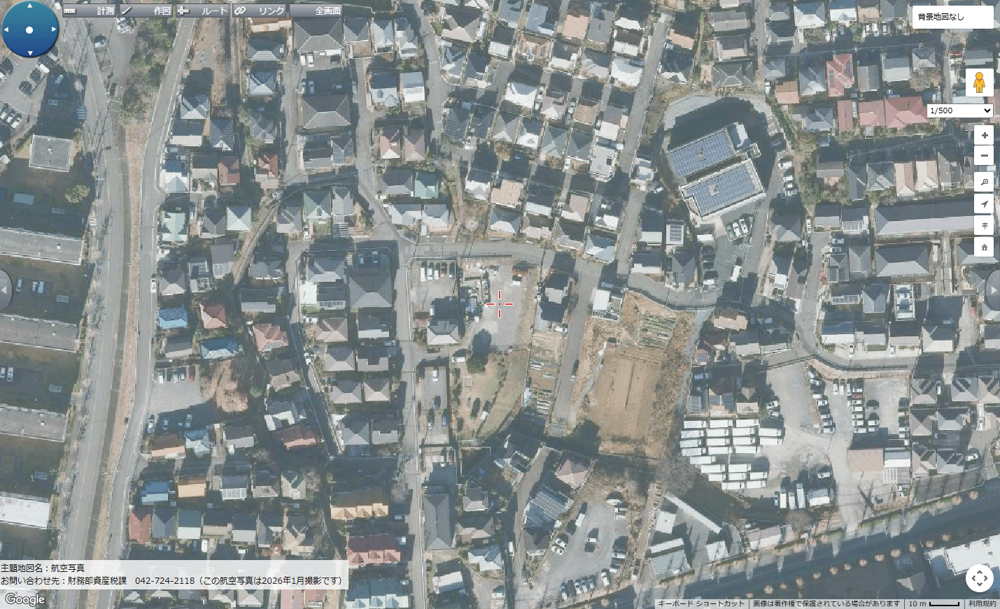 計測 作図 ルート リンク 全画面
背景地図なし
1/500
主題地図名：航空写真
お問い合わせ先：財務部資産税課　042-724-2118（この航空写真は2026年1月撮影です）
Google
キーボード ショートカット 画像は著作権で保護されている場合があります 10 m 利用規約